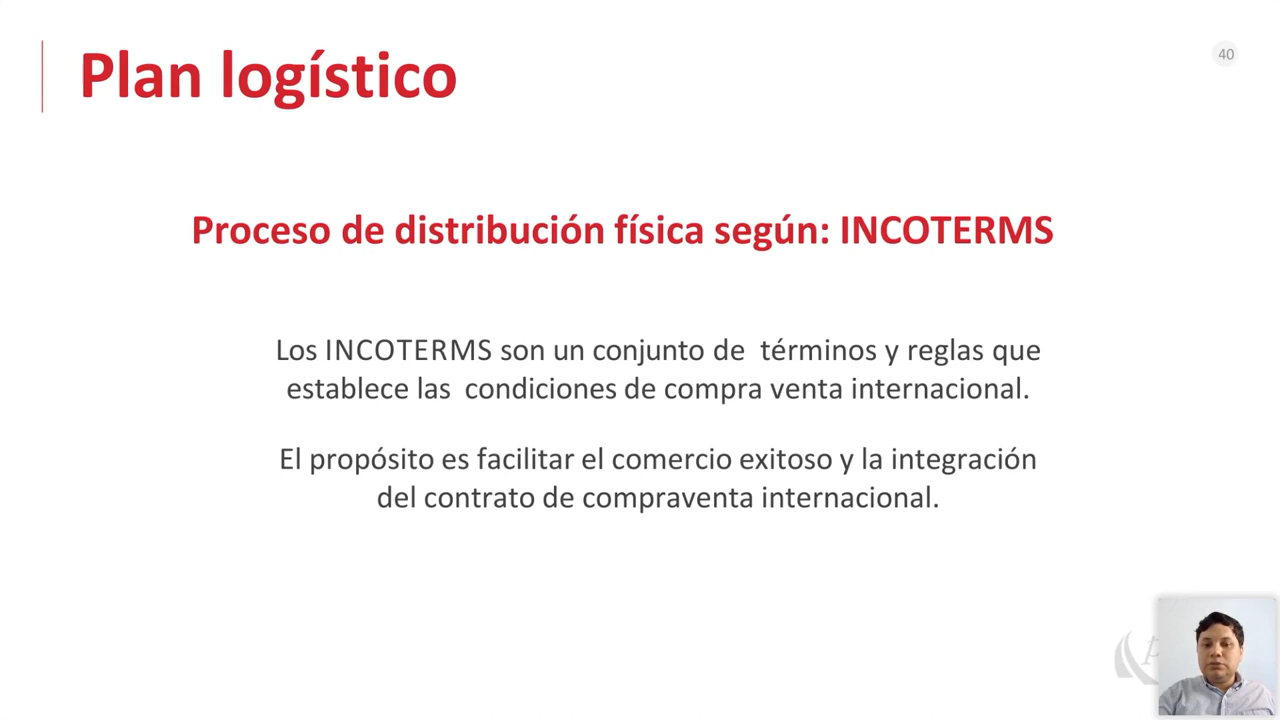 Plan logístico
40
Proceso de distribución física según: INCOTERMS
Los INCOTERMS son un conjunto de términos y reglas que
establece las condiciones de compra venta internacional.
El propósito es facilitar el comercio exitoso y la integración
del contrato de compraventa internacional.